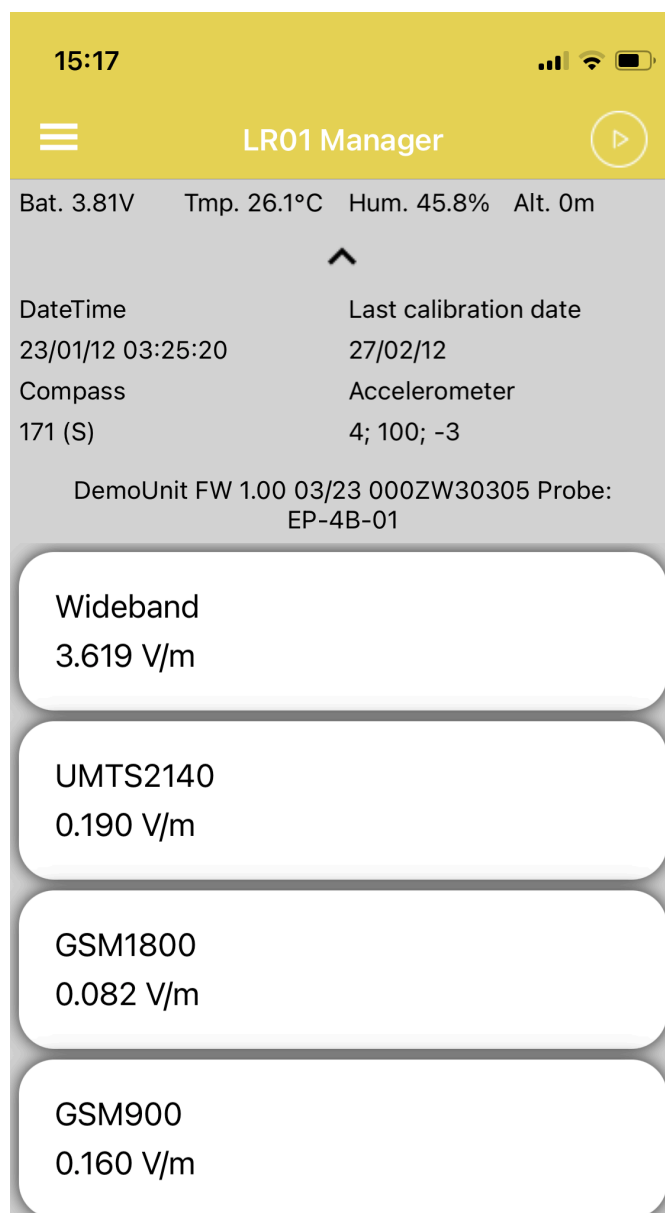 15:17
LR01 Manager
Bat. 3.81V Tmp. 26.1°C Hum. 45.8% Alt. 0m
DateTime Last calibration date
23/01/12 03:25:20 27/02/12
Compass Accelerometer
171 (S) 4; 100; -3
DemoUnit FW 1.00 03/23 000ZW30305 Probe:
EP-4B-01
Wideband
3.619 V/m
UMTS2140
0.190 V/m
GSM1800
0.082 V/m
GSM900
0.160 V/m